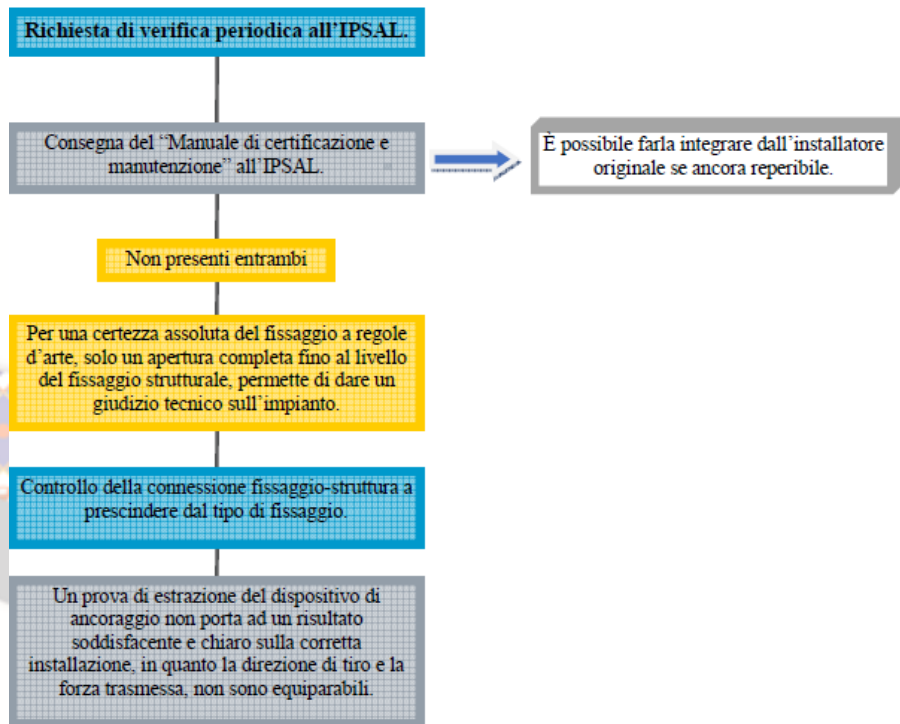 Richiesta di verifica periodica all'IPSAL.
Consegna del “Manuale di certificazione e
manutenzione” all'IPSAL.
È possibile farla integrare dall'installatore
originale se ancora reperibile.
Non presenti entrambi
Per una certezza assoluta del fissaggio a regole
d'arte, solo un apertura completa fino al livello
del fissaggio strutturale, permette di dare un
giudizio tecnico sull'impianto.
Controllo della connessione fissaggio-struttura a
prescindere dal tipo di fissaggio.
Un prova di estrazione del dispositivo di
ancoraggio non porta ad un risultato
soddisfacente e chiaro sulla corretta
installazione, in quanto la direzione di tiro e la
forza trasmessa, non sono equiparabili.